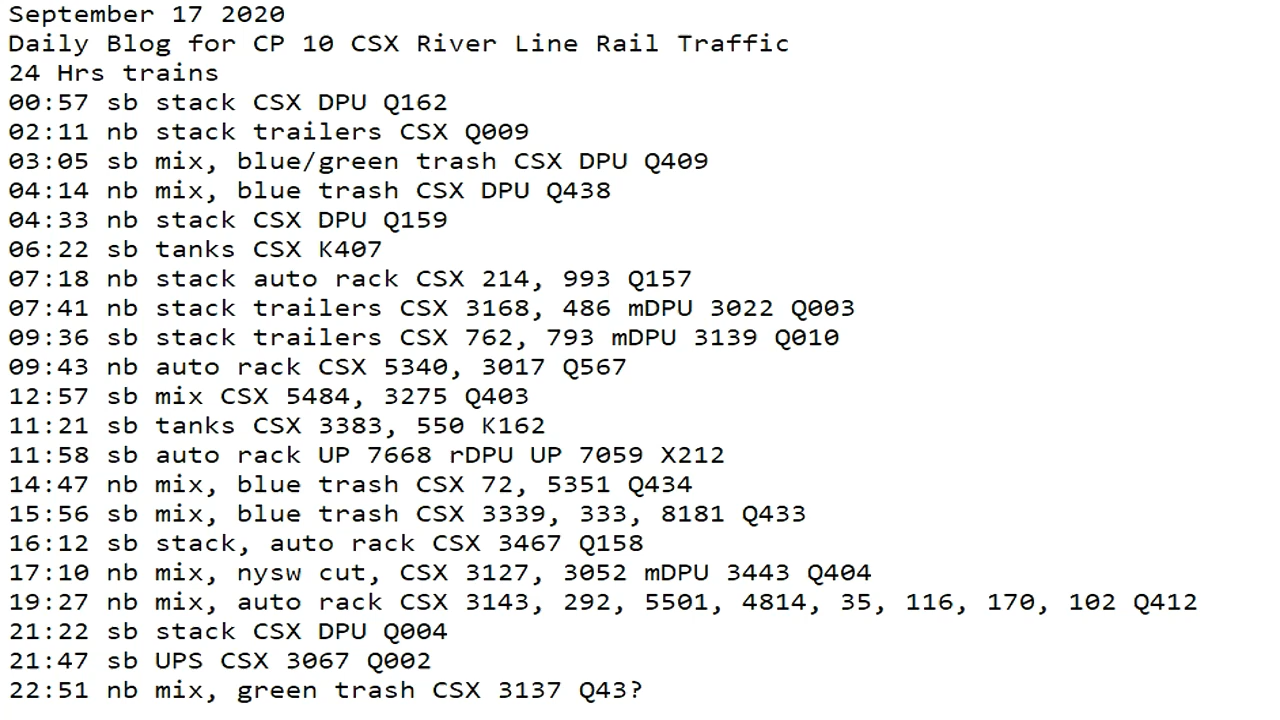 September 17 2020
Daily Blog for CP 10 CSX River Line Rail Traffic
24 Hrs trains
00:57 sb stack CSX DPU Q162
02:11 nb stack trailers CSX Q009
03:05 sb mix, blue/green trash CSX DPU Q409
04:14 nb mix, blue trash CSX DPU Q438
04:33 nb stack CSX DPU Q159
06:22 sb tanks CSX K407
07:18 nb stack auto rack CSX 214, 993 Q157
07:41 nb stack trailers CSX 3168, 486 mDPU 3022 Q003
09:36 sb stack trailers CSX 762, 793 mDPU 3139 Q010
09:43 nb auto rack CSX 5340, 3017 Q567
12:57 sb mix CSX 5484, 3275 Q403
11:21 sb tanks CSX 3383, 550 K162
11:58 sb auto rack UP 7668 rDPU UP 7059 X212
14:47 nb mix, blue trash CSX 72, 5351 Q434
15:56 sb mix, blue trash CSX 3339, 333, 8181 Q433
16:12 sb stack, auto rack CSX 3467 Q158
17:10 nb mix, nysw cut, CSX 3127, 3052 mDPU 3443 Q404
19:27 nb mix, auto rack CSX 3143, 292, 5501, 4814, 35, 116, 170, 102 Q412
21:22 sb stack CSX DPU Q004
21:47 sb UPS CSX 3067 Q002
22:51 nb mix, green trash CSX 3137 Q43?